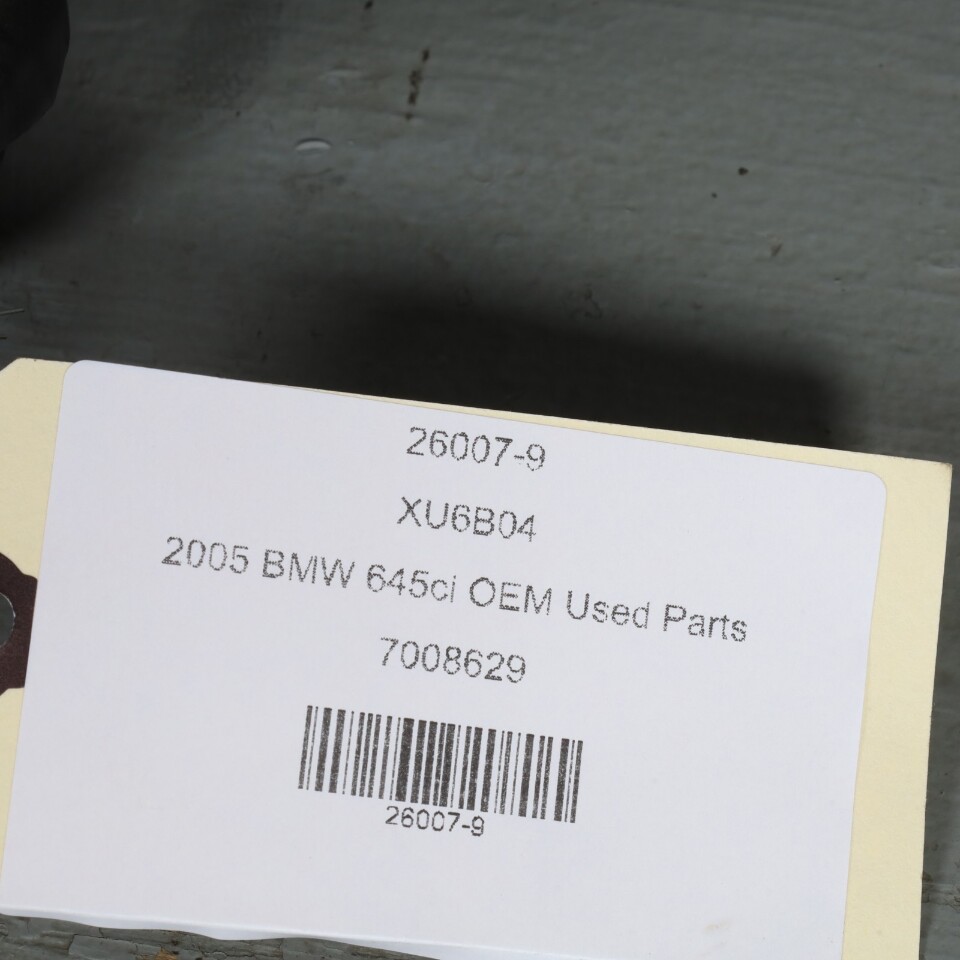 26007-9
XU6B04
2005 BMW 645ci OEM Used Parts
7008629
26007-9